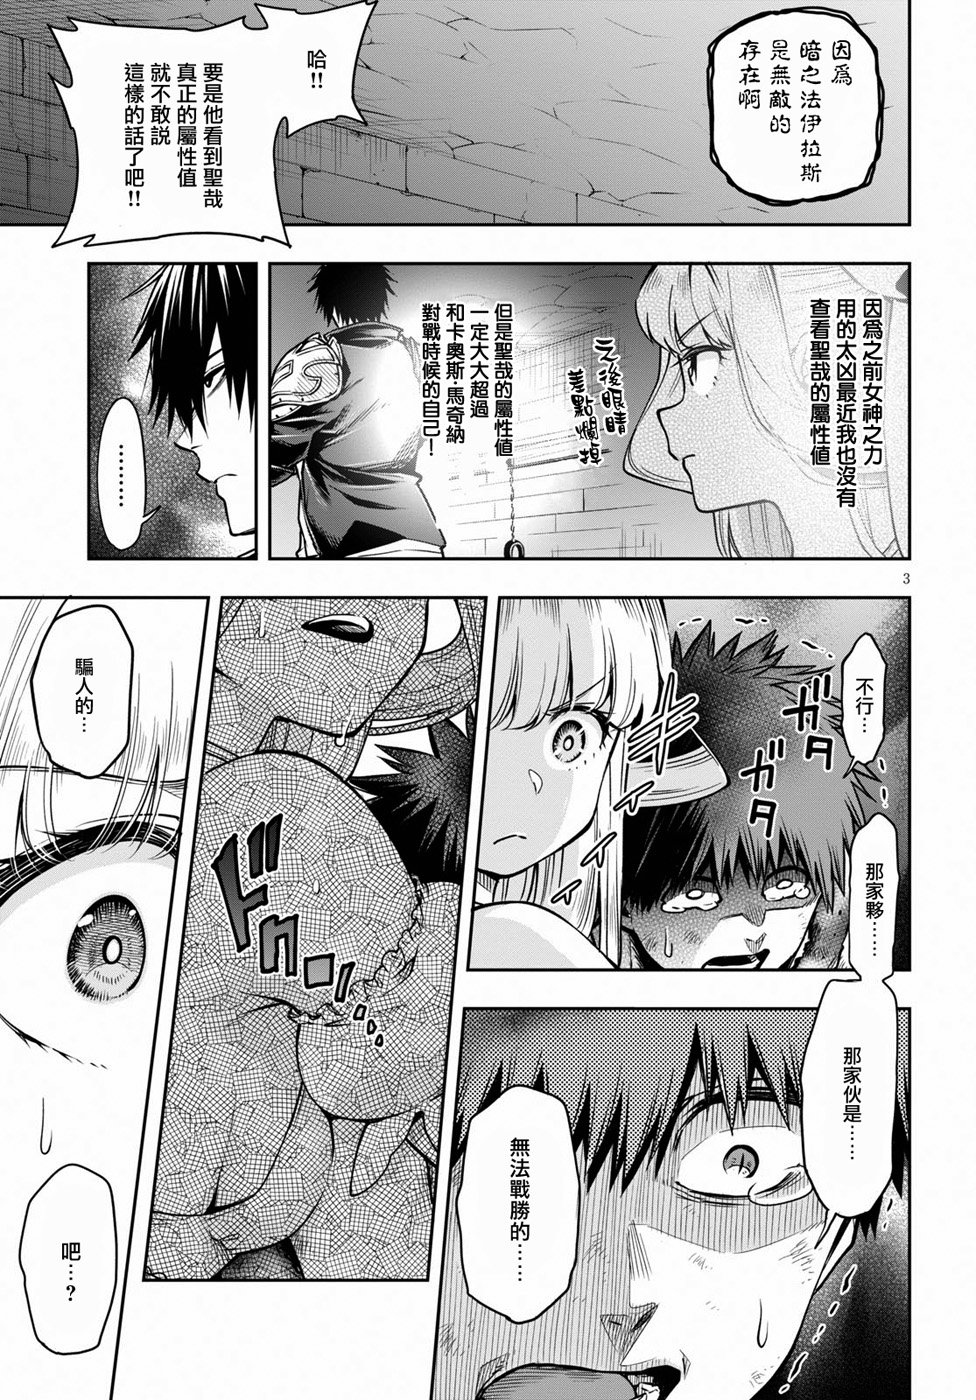 因爲
暗之法伊拉斯
是無敵的
存在啊
哈!!
要是他看到聖哉
真正的屬性值
就不敢説
這樣的話了吧!!
因爲之前女神之力
用的太凶最近我也沒有
查看聖哉的屬性值
之後眼睛
差點爛掉
但是聖哉的屬性值
一定大大超過
和卡奧斯·馬奇納
對戰時候的自己!
………
3
不行…
ガタ
ガタ
那家夥……
キィ
ドクン…
騙人的…
那家伙是……
無法戰勝的…
吧…?